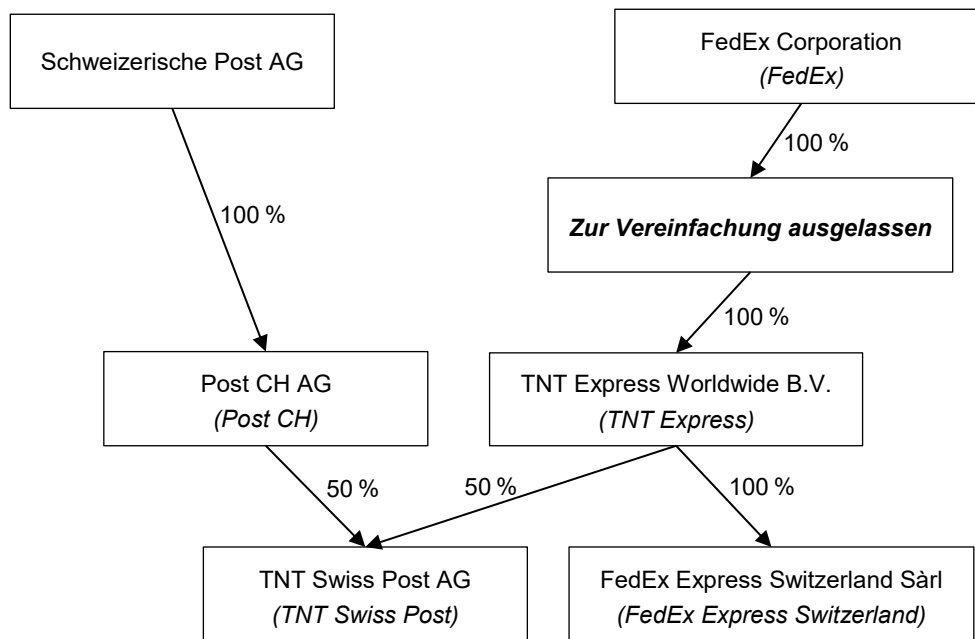 Schweizerische Post AG
FedEx Corporation
(FedEx)
100 %
Zur Vereinfachung ausgelassen
100 %
100 %
Post CH AG
(Post CH)
TNT Express Worldwide B.V.
(TNT Express)
50 %
50 %
100 %
TNT Swiss Post AG
(TNT Swiss Post)
FedEx Express Switzerland Sàrl
(FedEx Express Switzerland)